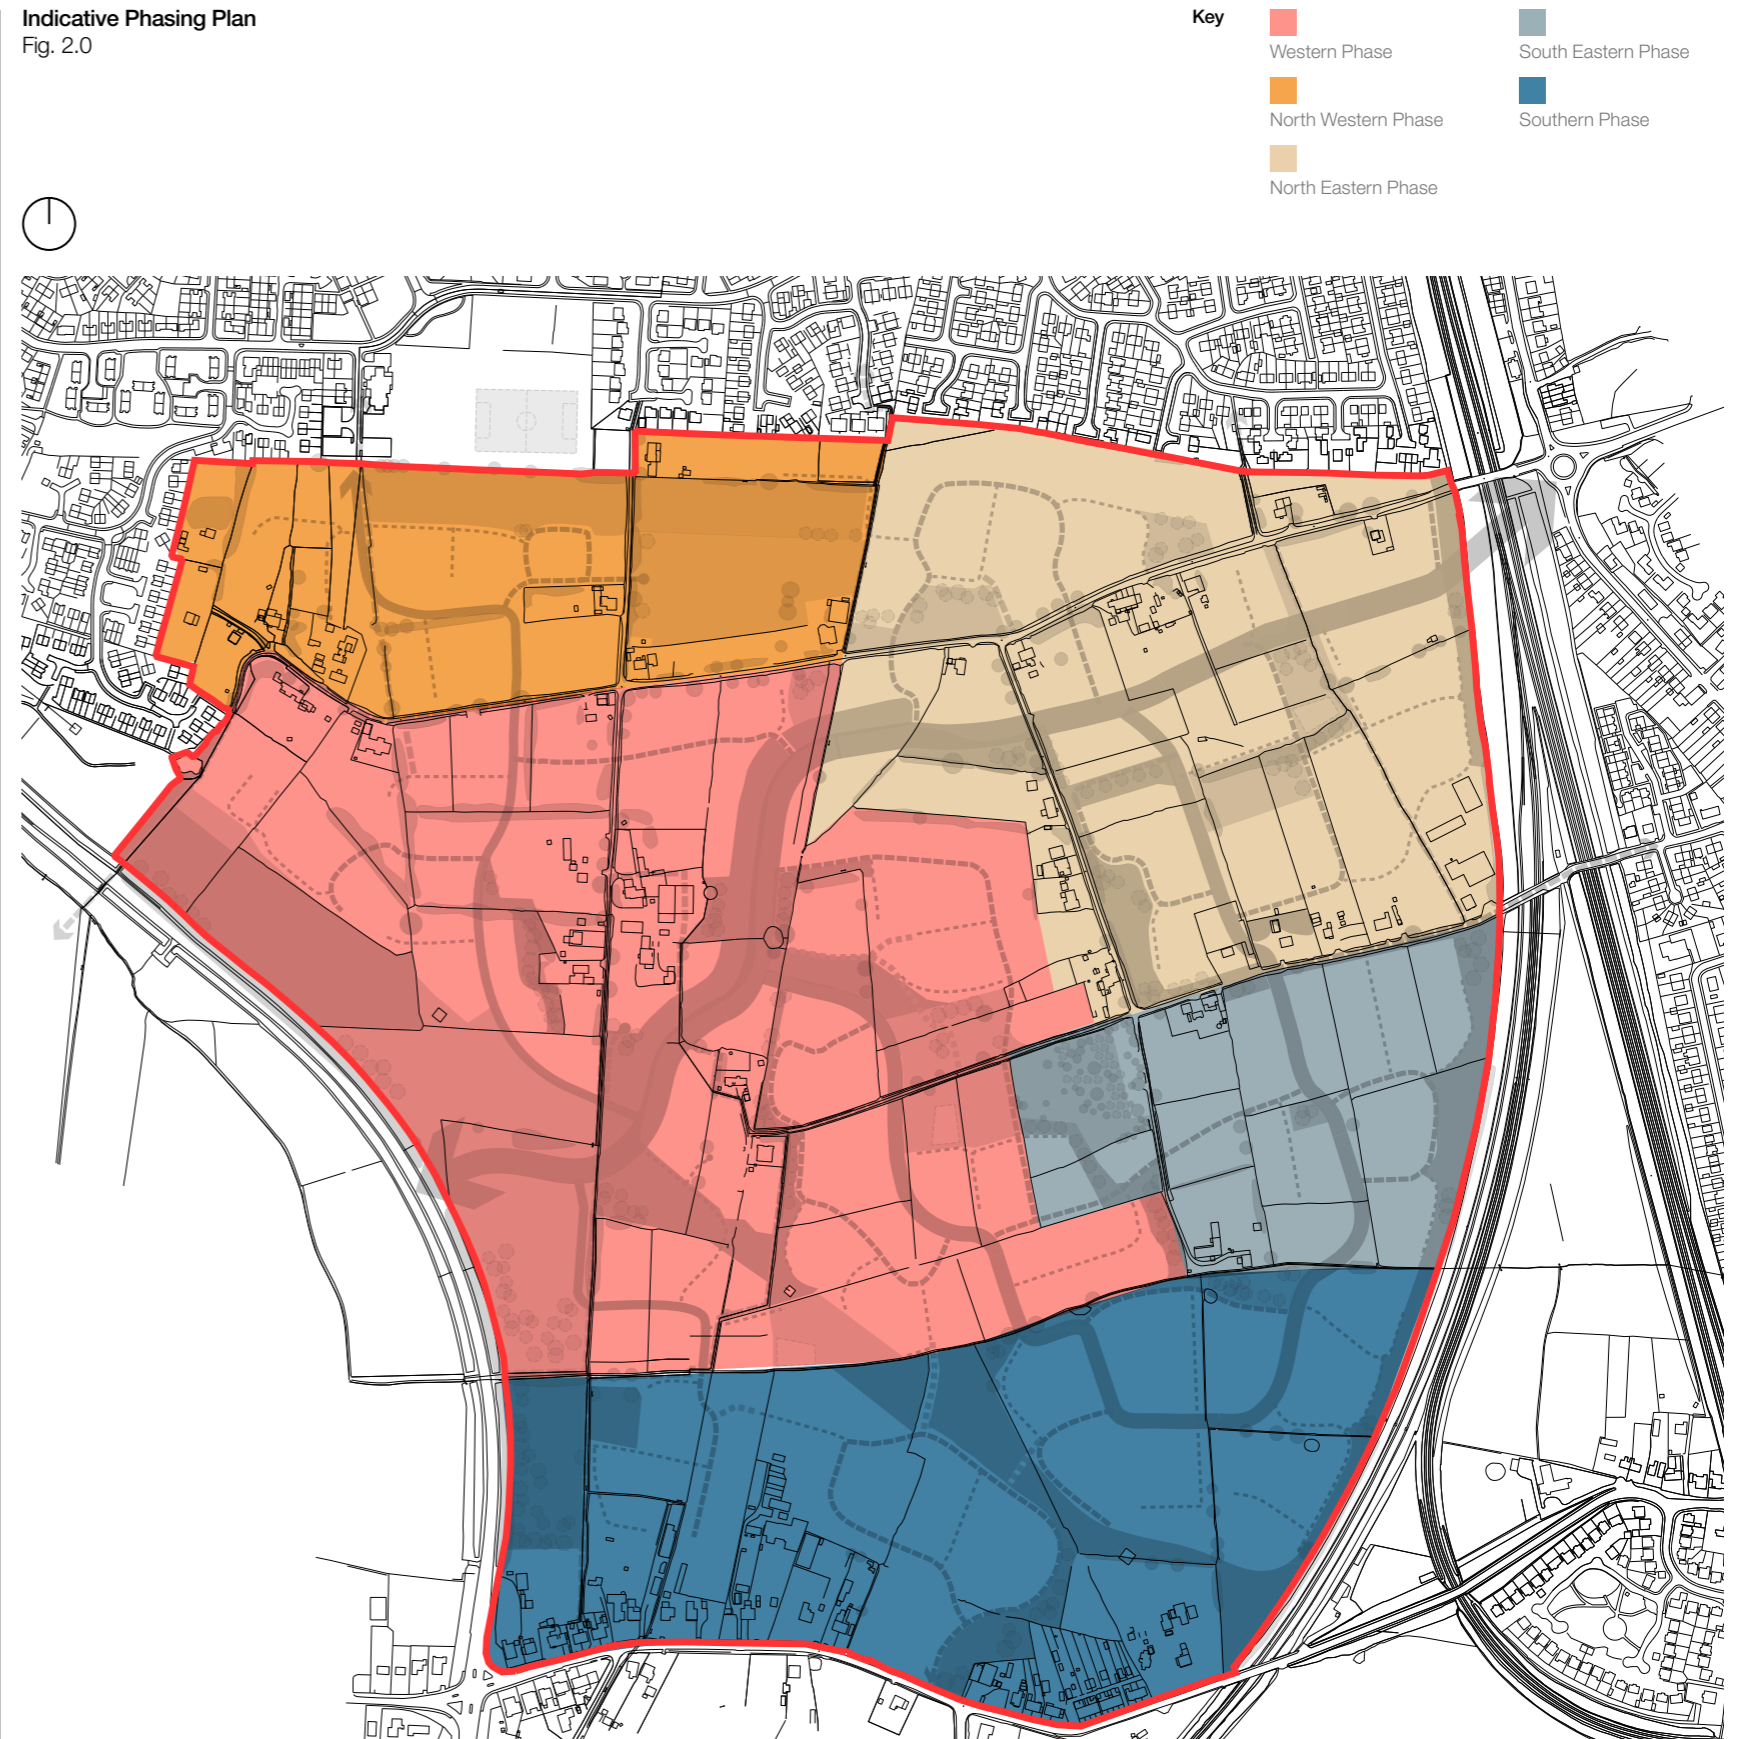 Indicative Phasing Plan
Fig. 2.0
Key
Western Phase
North Western Phase
North Eastern Phase
South Eastern Phase
Southern Phase